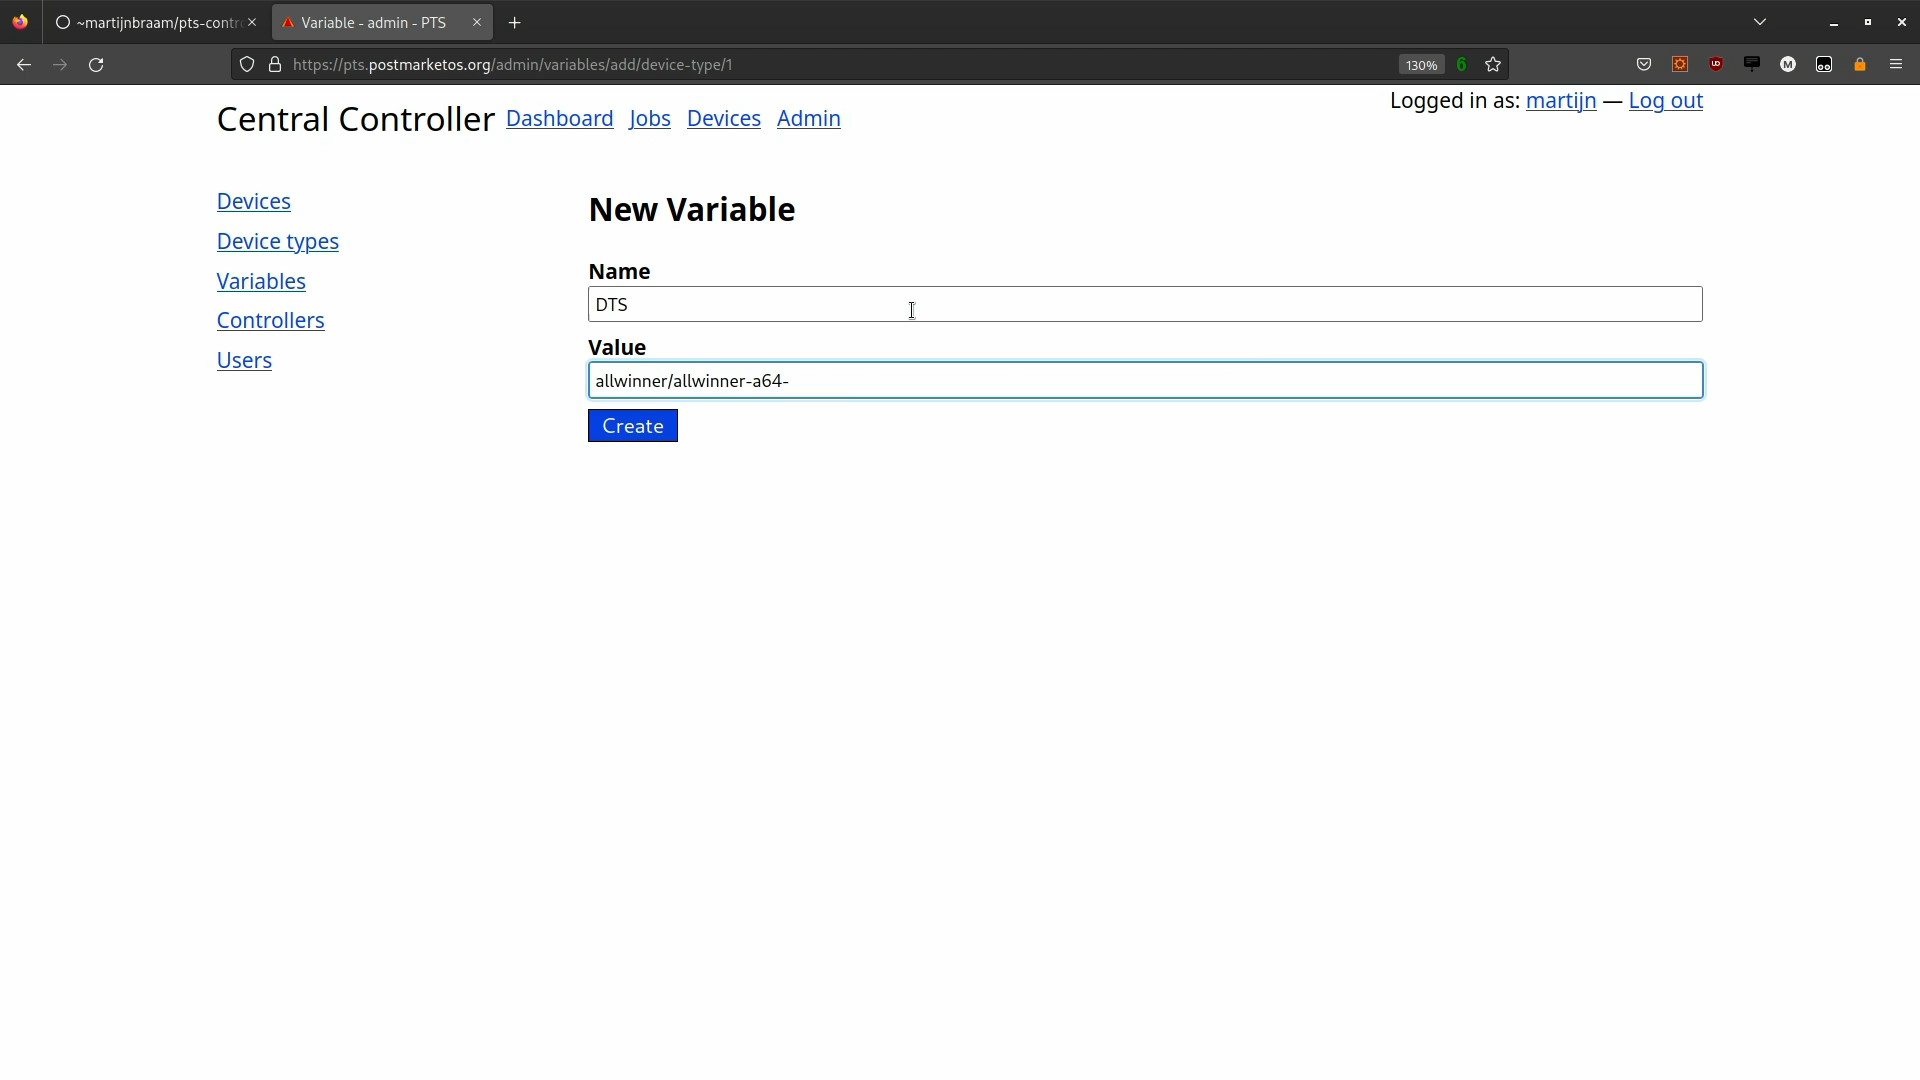 ~martijnbraam/pts-contr
Variable - admin - PTS
https://pts.postmarketos.org/admin/variables/add/device-type/1
130%
6
Central Controller Dashboard Jobs Devices Admin
Logged in as: martijn — Log out
Devices
Device types
Variables
Controllers
Users
New Variable
Name
DTS
Value
allwinner/allwinner-a64-
Create